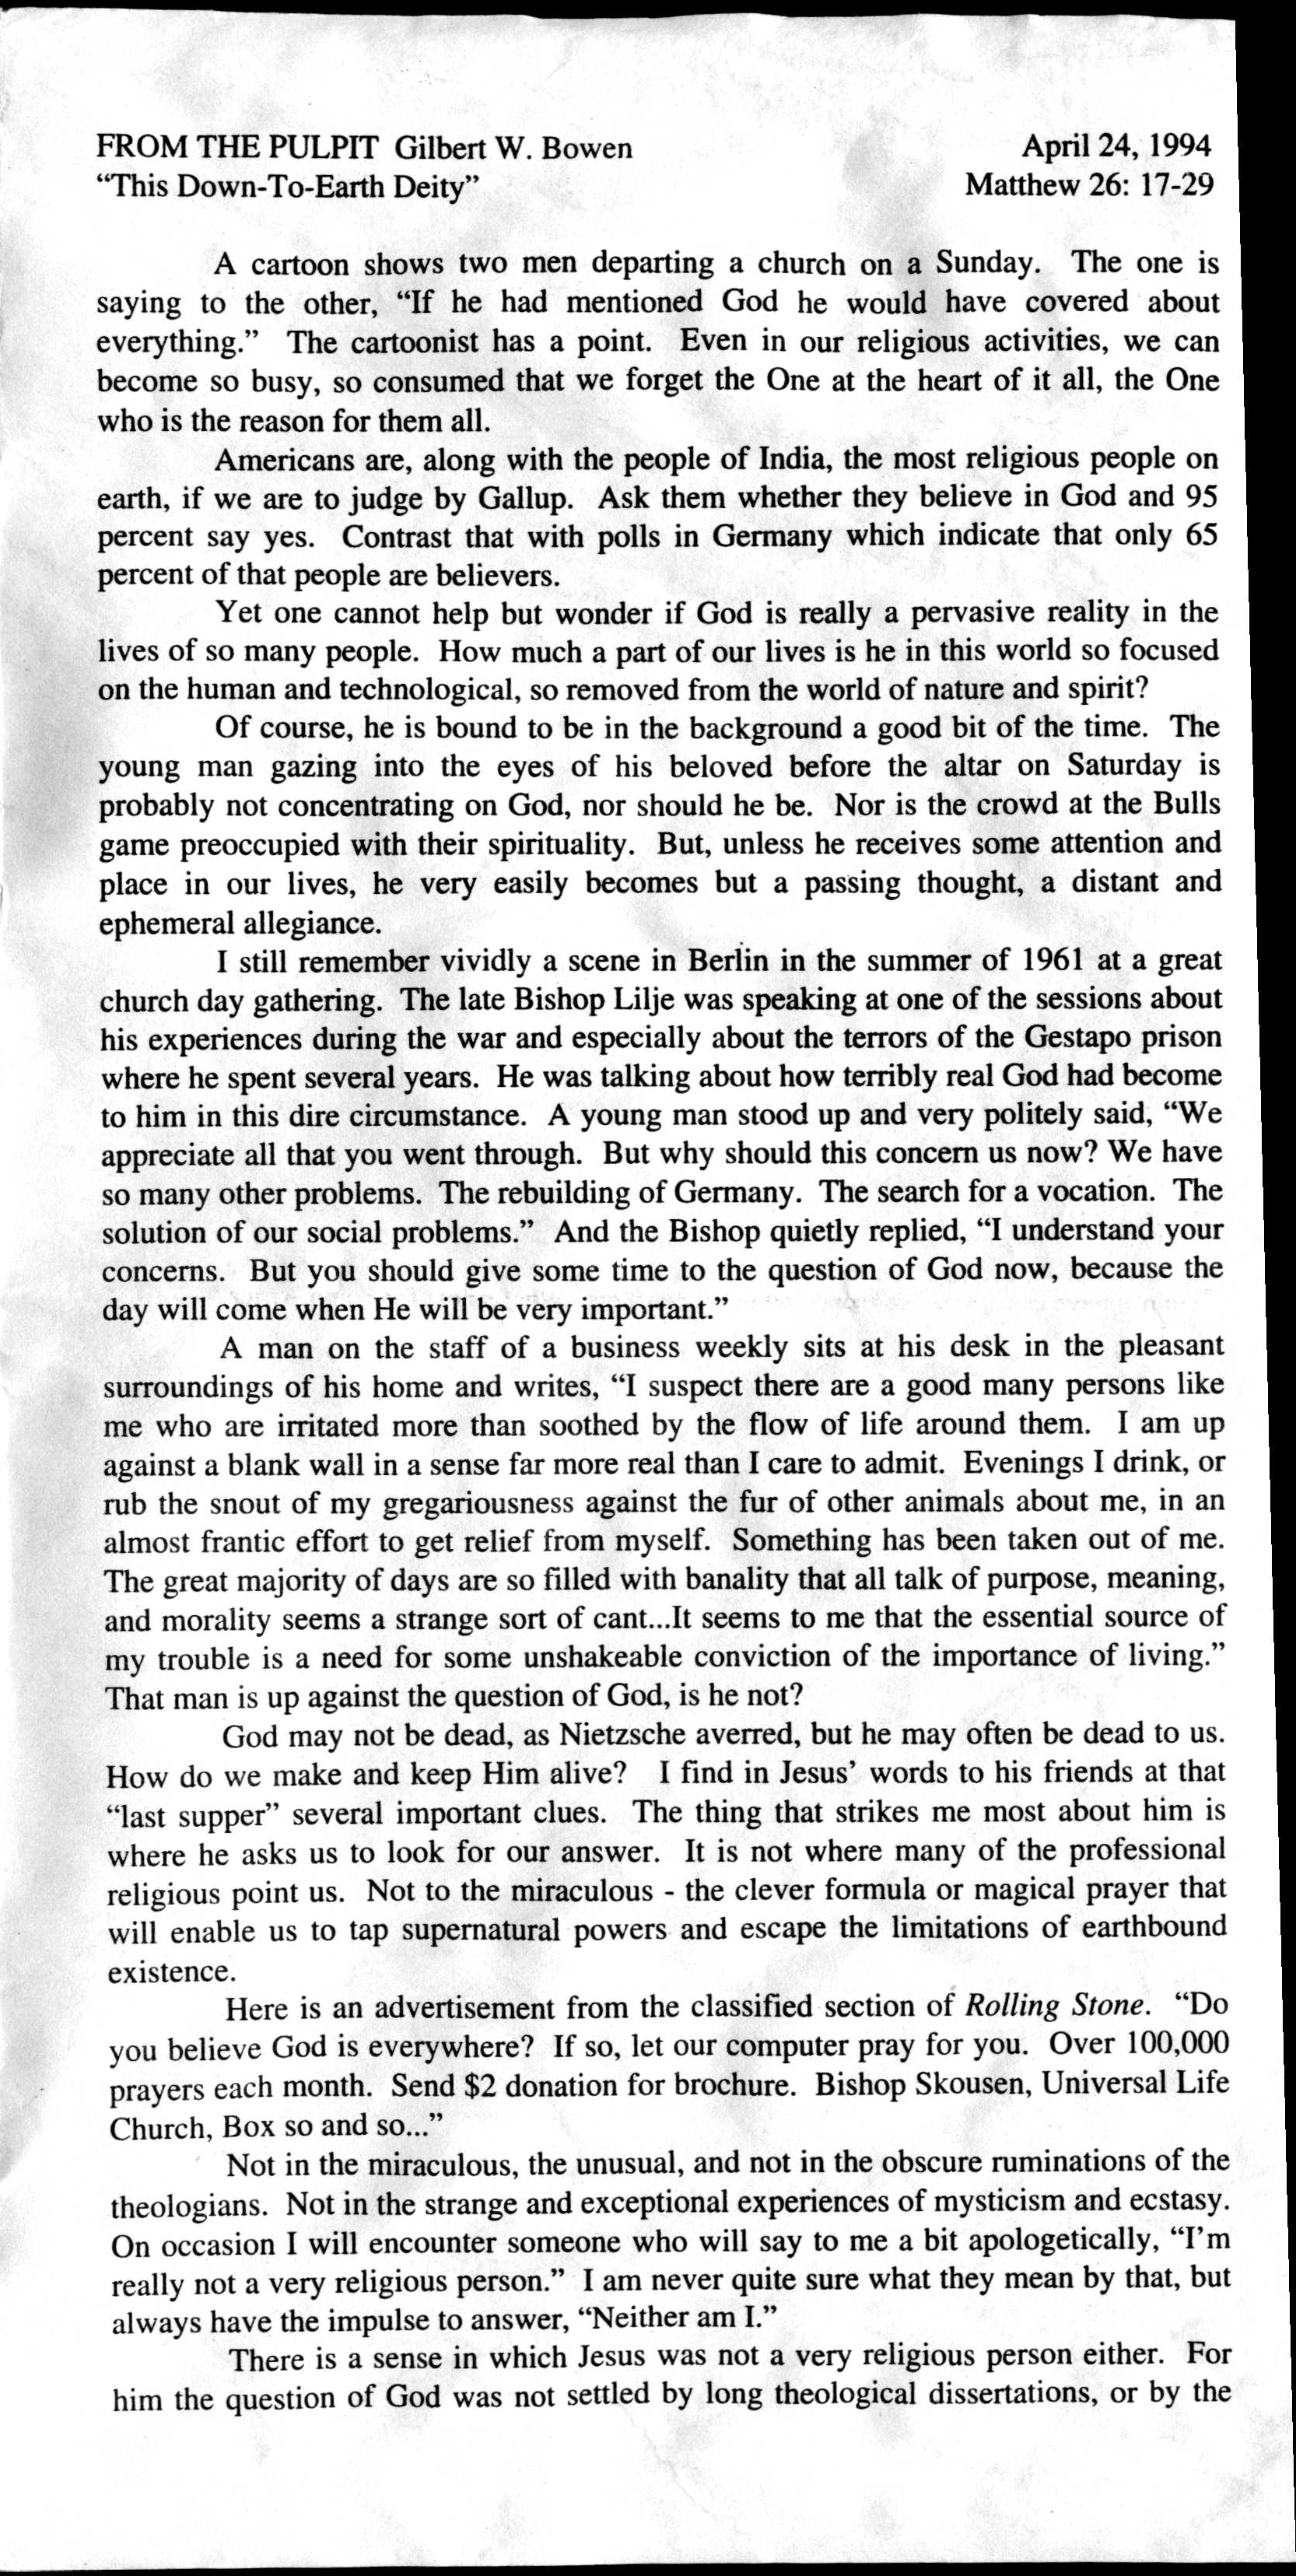 FROM THE PULPIT Gilbert W. Bowen April 24, 1994
“This Down-To-Earth Deity” Matthew 26: 17-29
A cartoon shows two men departing a church on a Sunday. The one is
saying to the other, “If he had mentioned God he would have covered about
everything.” The cartoonist has a point. Even in our religious activities, we can
become so busy, so consumed that we forget the One at the heart of it all, the One
who is the reason for them all.
Americans are, along with the people of India, the most religious people on
earth, if we are to judge by Gallup. Ask them whether they believe in God and 95
percent say yes. Contrast that with polls in Germany which indicate that only 65
percent of that people are believers.
Yet one cannot help but wonder if God is really a pervasive reality in the
lives of so many people. How much a part of our lives is he in this world so focused
on the human and technological, so removed from the world of nature and spirit?
Of course, he is bound to be in the background a good bit of the time. The
young man gazing into the eyes of his beloved before the altar on Saturday is
probably not concentrating on God, nor should he be. Nor is the crowd at the Bulls
game preoccupied with their spirituality. But, unless he receives some attention and
place in our lives, he very easily becomes but a passing thought, a distant and
ephemeral allegiance.
I still remember vividly a scene in Berlin in the summer of 1961 at a great
church day gathering. The late Bishop Lilje was speaking at one of the sessions about
his experiences during the war and especially about the terrors of the Gestapo prison
where he spent several years. He was talking about how terribly real God had become
to him in this dire circumstance. A young man stood up and very politely said, “We
appreciate all that you went through. But why should this concern us now? We have
so many other problems. The rebuilding of Germany. The search for a vocation. The
solution of our social problems.” And the Bishop quietly replied, “I understand your
concerns. But you should give some time to the question of God now, because the
day will come when He will be very important.”
A man on the staff of a business weekly sits at his desk in the pleasant
surroundings of his home and writes, “I suspect there are a good many persons like
me who are irritated more than soothed by the flow of life around them. I am up
against a blank wall in a sense far more real than I care to admit. Evenings I drink, or
rub the snout of my gregariousness against the fur of other animals about me, in an
almost frantic effort to get relief from myself. Something has been taken out of me.
The great majority of days are so filled with banality that all talk of purpose, meaning,
and morality seems a strange sort of cant...It seems to me that the essential source of
my trouble is a need for some unshakeable conviction of the importance of living.”
That man is up against the question of God, is he not?
God may not be dead, as Nietzsche averred, but he may often be dead to us.
How do we make and keep Him alive? I find in Jesus’ words to his friends at that
“last supper” several important clues. The thing that strikes me most about him is
where he asks us to look for our answer. It is not where many of the professional
religious point us. Not to the miraculous - the clever formula or magical prayer that
will enable us to tap supernatural powers and escape the limitations of earthbound
existence.
Here is an advertisement from the classified section of Rolling Stone. “Do
you believe God is everywhere? If so, let our computer pray for you. Over 100,000
prayers each month. Send $2 donation for brochure. Bishop Skousen, Universal Life
Church, Box so and so...”
Not in the miraculous, the unusual, and not in the obscure ruminations of the
theologians. Not in the strange and exceptional experiences of mysticism and ecstasy.
On occasion I will encounter someone who will say to me a bit apologetically, “I’m
really not a very religious person.” I am never quite sure what they mean by that, but
always have the impulse to answer, “Neither am I.”
There is a sense in which Jesus was not a very religious person either. For
him the question of God was not settled by long theological dissertations, or by the